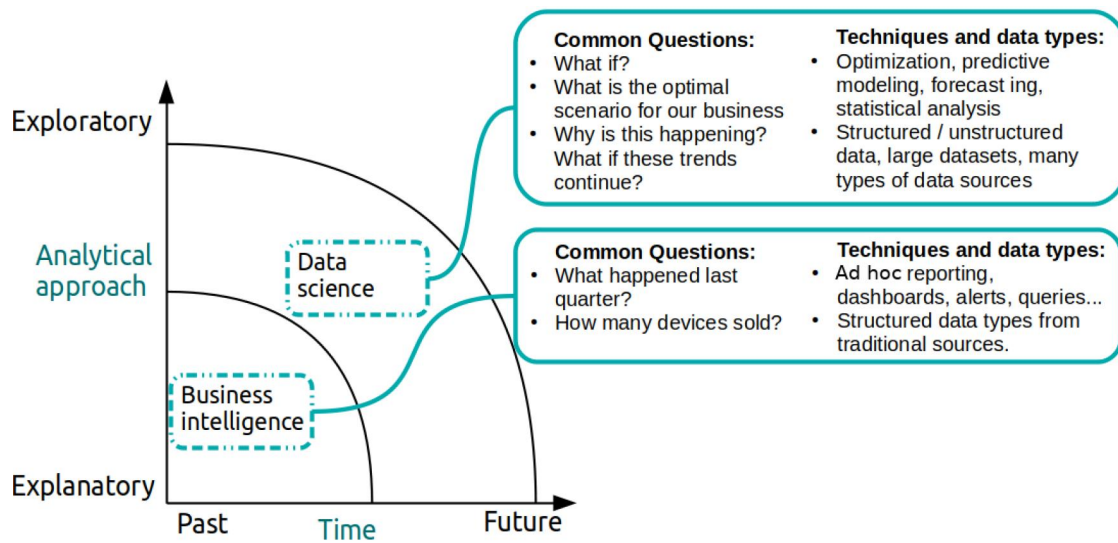 Common Questions:
• What if?
• What is the optimal
scenario for our business
• Why is this happening?
What if these trends
continue?
Techniques and data types:
• Optimization, predictive
modeling, forecast ing,
statistical analysis
• Structured / unstructured
data, large datasets, many
types of data sources
Exploratory
Analytical
approach
Data
science
Common Questions:
• What happened last
quarter?
• How many devices sold?
Techniques and data types:
• Ad hoc reporting,
dashboards, alerts, queries...
• Structured data types from
traditional sources.
Business
intelligence
Explanatory
Past
Time
Future